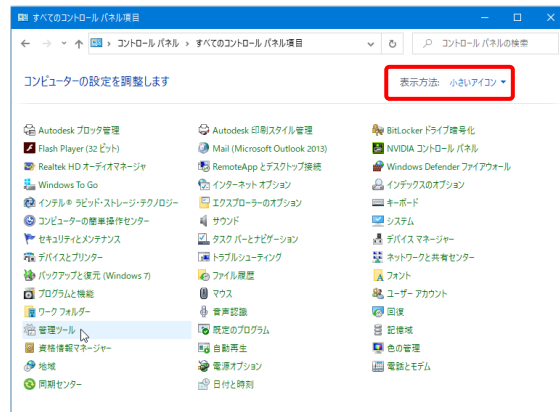 すべてのコントロール パネル項目
コントロール パネル › すべてのコントロール パネル項目
コントロール パネルの検索
コンピューターの設定を調整します
表示方法: 小さいアイコン
Autodesk プロッタ管理
Autodesk 印刷スタイル管理
BitLocker ドライブ暗号化
Flash Player (32 ビット)
Mail (Microsoft Outlook 2013)
NVIDIA コントロール パネル
Realtek HD オーディオマネージャ
RemoteApp とデスクトップ接続
Windows Defender ファイアウォール
Windows To Go
インターネット オプション
インデックスのオプション
インテル® ラピッド・ストレージ・テクノロジー
エクスプローラーのオプション
キーボード
コンピューターの簡単操作センター
サウンド
システム
セキュリティとメンテナンス
タスク バーとナビゲーション
デバイス マネージャー
デバイスとプリンター
トラブルシューティング
ネットワークと共有センター
バックアップと復元 (Windows 7)
ファイル履歴
フォント
プログラムと機能
マウス
ユーザー アカウント
ワーク フォルダー
音声認識
回復
管理ツール
既定のプログラム
記憶域
資格情報マネージャー
自動再生
色の管理
地域
電源オプション
電話とモデム
同期センター
日付と時刻